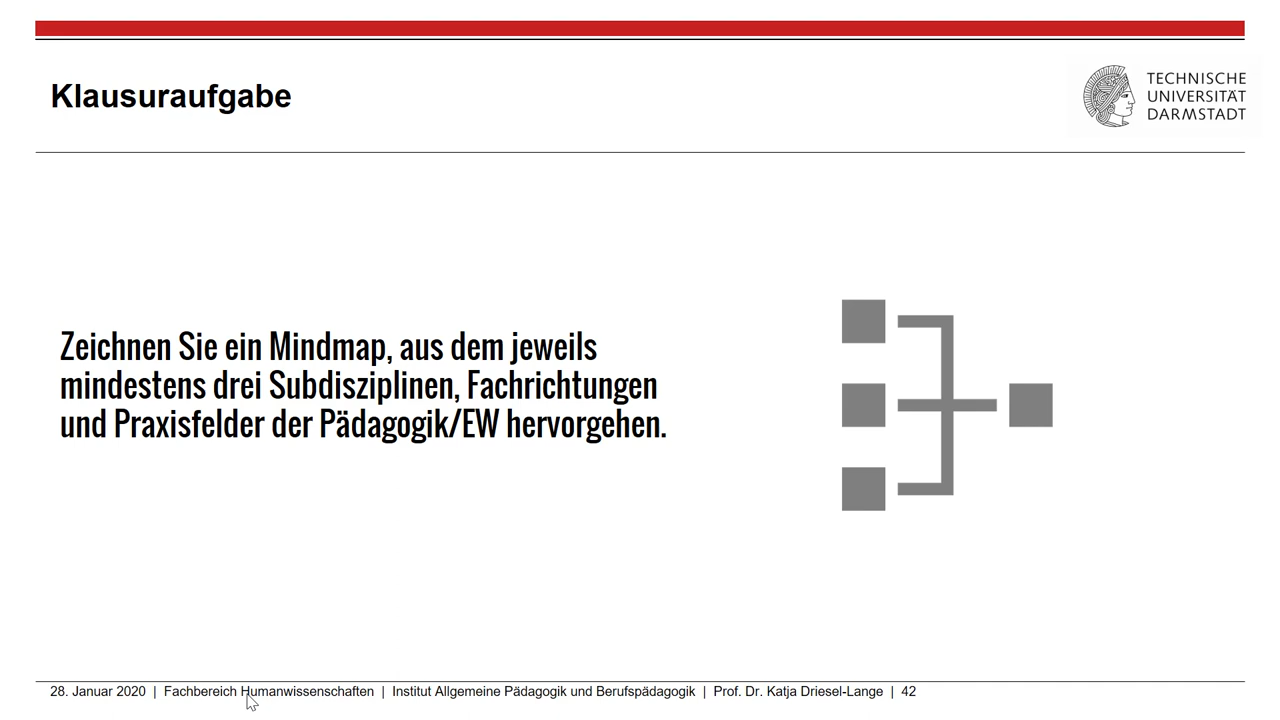 Klausuraufgabe
TECHNISCHE
UNIVERSITÄT
DARMSTADT
Zeichnen Sie ein Mindmap, aus dem jeweils
mindestens drei Subdisziplinen, Fachrichtungen
und Praxisfelder der Pädagogik/EW hervorgehen.
28. Januar 2020 | Fachbereich Humanwissenschaften | Institut Allgemeine Pädagogik und Berufspädagogik | Prof. Dr. Katja Driesel-Lange | 42